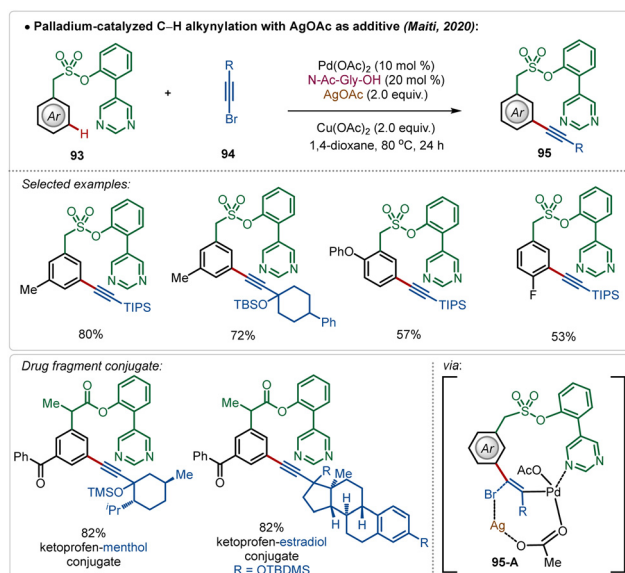 • Palladium-catalyzed C–H alkynylation with AgOAc as additive (Maiti, 2020):
O O
S
O
Ar
H
N N
93
+
R
Br
94
Pd(OAc)2 (10 mol %)
N-Ac-Gly-OH (20 mol %)
AgOAc (2.0 equiv.)
Cu(OAc)2 (2.0 equiv.)
1,4-dioxane, 80 °C, 24 h
O O
S
O
Ar
N N
R
95
Selected examples:
O O
S
O
Me
N N
TIPS
80%
O O
S
O
Me
N N
TBSO
Ph
72%
O O
S
O
PhO
N N
TIPS
57%
O O
S
O
F
N N
TIPS
53%
Drug fragment conjugate:
Me
O
O
Ph
O
N N
Me
TMSO
iPr
82%
ketoprofen-menthol
conjugate
Me
O
O
Ph
O
N N
R
Me
H
H H
R
82%
ketoprofen-estradiol
conjugate
R = OTBDMS
via:
O O
S
O
Ar
N N
AcO
Pd
Br
R
Ag
O
O
Me
95-A